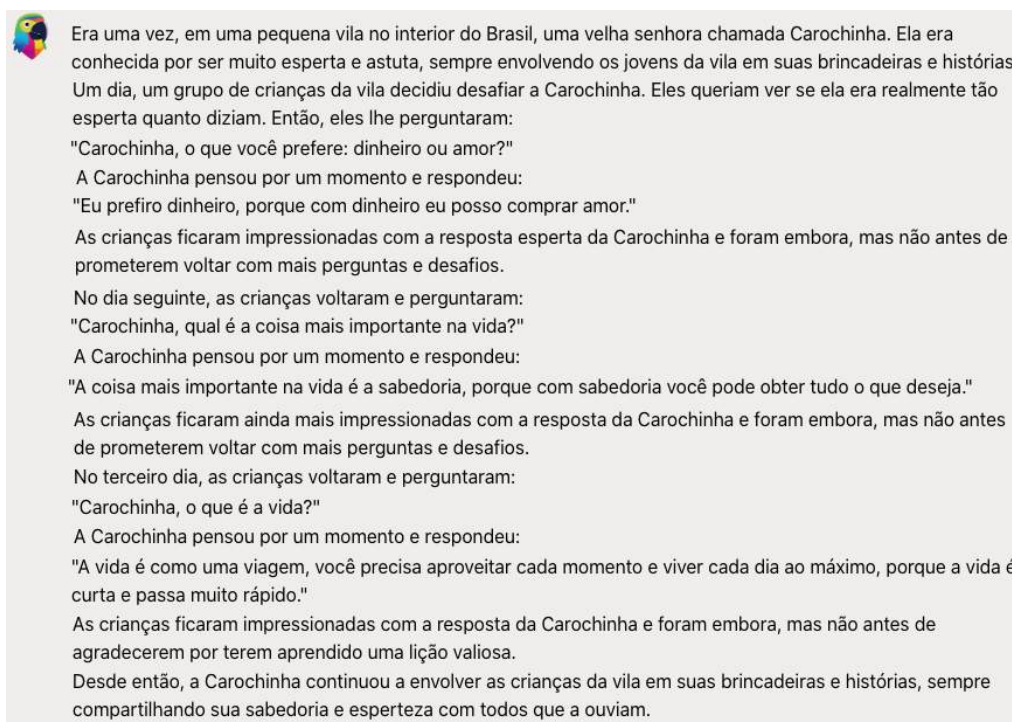 Era uma vez, em uma pequena vila no interior do Brasil, uma velha senhora chamada Carochinha. Ela era
conhecida por ser muito esperta e astuta, sempre envolvendo os jovens da vila em suas brincadeiras e histórias
Um dia, um grupo de crianças da vila decidiu desafiar a Carochinha. Eles queriam ver se ela era realmente tão
esperta quanto diziam. Então, eles lhe perguntaram:
"Carochinha, o que você prefere: dinheiro ou amor?"
A Carochinha pensou por um momento e respondeu:
"Eu prefiro dinheiro, porque com dinheiro eu posso comprar amor."
As crianças ficaram impressionadas com a resposta esperta da Carochinha e foram embora, mas não antes de
prometerem voltar com mais perguntas e desafios.
No dia seguinte, as crianças voltaram e perguntaram:
"Carochinha, qual é a coisa mais importante na vida?"
A Carochinha pensou por um momento e respondeu:
"A coisa mais importante na vida é a sabedoria, porque com sabedoria você pode obter tudo o que deseja."
As crianças ficaram ainda mais impressionadas com a resposta da Carochinha e foram embora, mas não antes
de prometerem voltar com mais perguntas e desafios.
No terceiro dia, as crianças voltaram e perguntaram:
"Carochinha, o que é a vida?"
A Carochinha pensou por um momento e respondeu:
"A vida é como uma viagem, você precisa aproveitar cada momento e viver cada dia ao máximo, porque a vida é
curta e passa muito rápido."
As crianças ficaram impressionadas com a resposta da Carochinha e foram embora, mas não antes de
agradecerem por terem aprendido uma lição valiosa.
Desde então, a Carochinha continuou a envolver as crianças da vila em suas brincadeiras e histórias, sempre
compartilhando sua sabedoria e esperteza com todos que a ouviam.